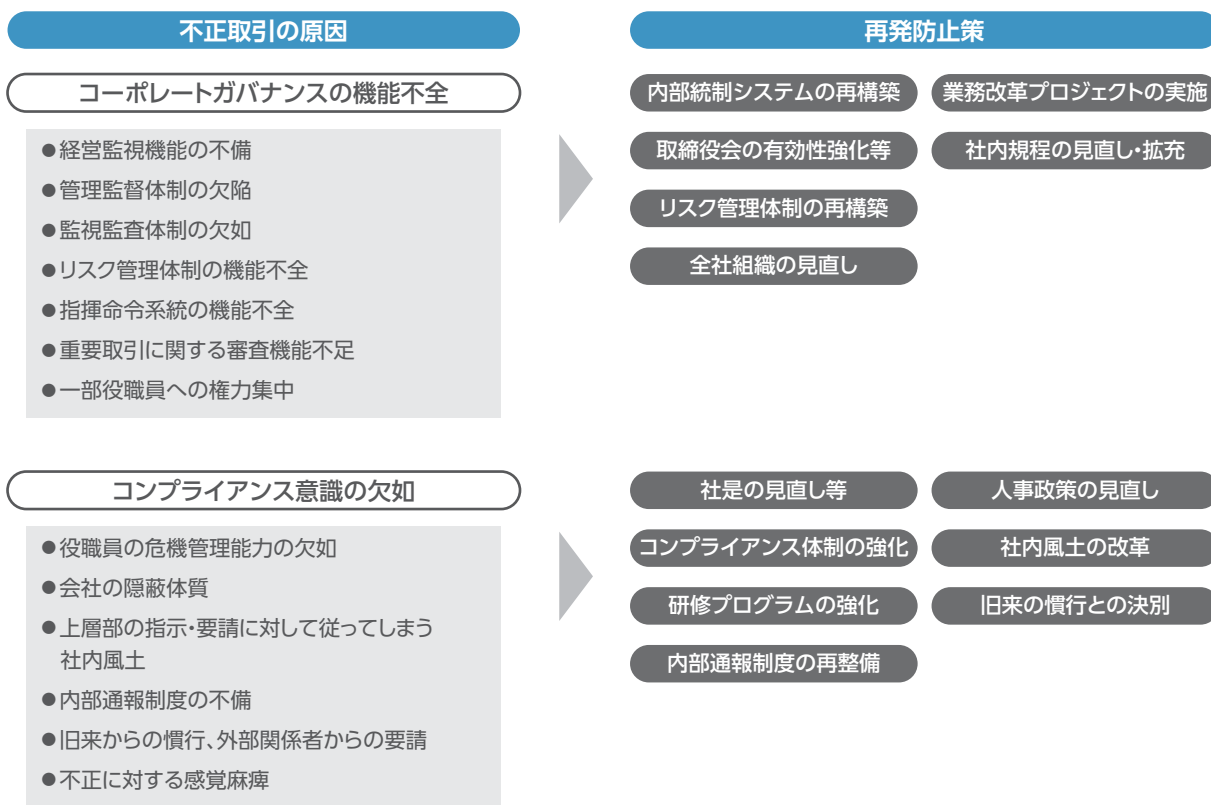 不正取引の原因
再発防止策
コーポレートガバナンスの機能不全
●経営監視機能の不備
●管理監督体制の欠陥
●監視監査体制の欠如
●リスク管理体制の機能不全
●指揮命令系統の機能不全
●重要取引に関する審査機能不足
●一部役職員への権力集中
内部統制システムの再構築
業務改革プロジェクトの実施
取締役会の有効性強化等
社内規程の見直し・拡充
リスク管理体制の再構築
全社組織の見直し
コンプライアンス意識の欠如
●役職員の危機管理能力の欠如
●会社の隠蔽体質
●上層部の指示・要請に対して従ってしまう
社内風土
●内部通報制度の不備
●旧来からの慣行、外部関係者からの要請
●不正に対する感覚麻痺
社是の見直し等
人事政策の見直し
コンプライアンス体制の強化
社内風土の改革
研修プログラムの強化
旧来の慣行との決別
内部通報制度の再整備